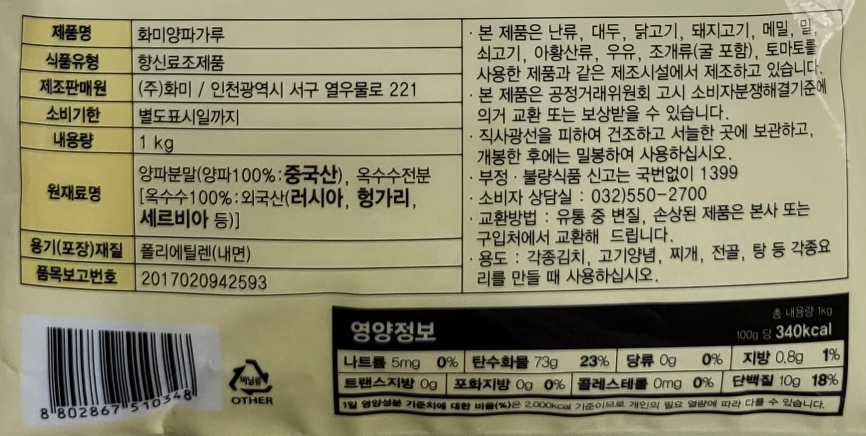 제품명 화미양파가루
식품유형 향신료조제품
제조판매원 (주)화미 / 인천광역시 서구 열우물로 221
소비기한 별도표시일까지
내용량 1 kg
원재료명 양파분말(양파100%:중국산), 옥수수전분
[옥수수100%:외국산(러시아, 헝가리,
세르비아 등)]
용기(포장)재질 폴리에틸렌(내면)
품목보고번호 2017020942593
· 본 제품은 난류, 대두, 닭고기, 돼지고기, 메밀, 밀,
쇠고기, 아황산류, 우유, 조개류(굴 포함), 토마토를
사용한 제품과 같은 제조시설에서 제조하고 있습니다.
· 본 제품은 공정거래위원회 고시 소비자분쟁해결기준에
의거 교환 또는 보상받을 수 있습니다.
· 직사광선을 피하여 건조하고 서늘한 곳에 보관하고,
개봉한 후에는 밀봉하여 사용하십시오.
· 부정 · 불량식품 신고는 국번없이 1399
· 소비자 상담실 : 032)550-2700
· 교환방법 : 유통 중 변질, 손상된 제품은 본사 또는
구입처에서 교환해 드립니다.
· 용도 : 각종김치, 고기양념, 찌개, 전골, 탕 등 각종요
리를 만들 때 사용하십시오.
8 802867 510348
비닐류
OTHER
영양정보
총 내용량 1kg
100g 당 340kcal
나트륨 5mg 0% 탄수화물 73g 23% 당류 0g 0% 지방 0.8g 1%
트랜스지방 0g 포화지방 0g 0% 콜레스테롤 0mg 0% 단백질 10g 18%
1일 영양성분 기준치에 대한 비율(%)은 2,000kcal 기준이므로 개인의 필요 열량에 따라 다를 수 있습니다.